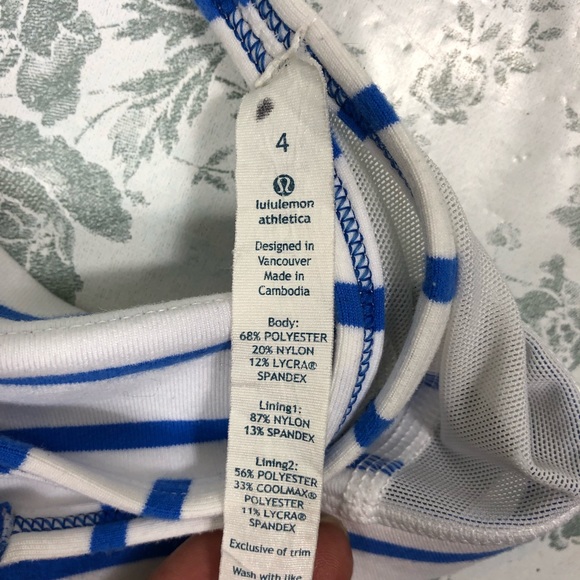 4
lululemon
athletica
Designed in
Vancouver
Made in
Cambodia
Body:
68% POLYESTER
20% NYLON
12% LYCRA®
SPANDEX
Lining1:
87% NYLON
13% SPANDEX
Lining2:
56% POLYESTER
33% COOLMAX®
POLYESTER
11% LYCRA®
SPANDEX
Exclusive of trim
Wash with like